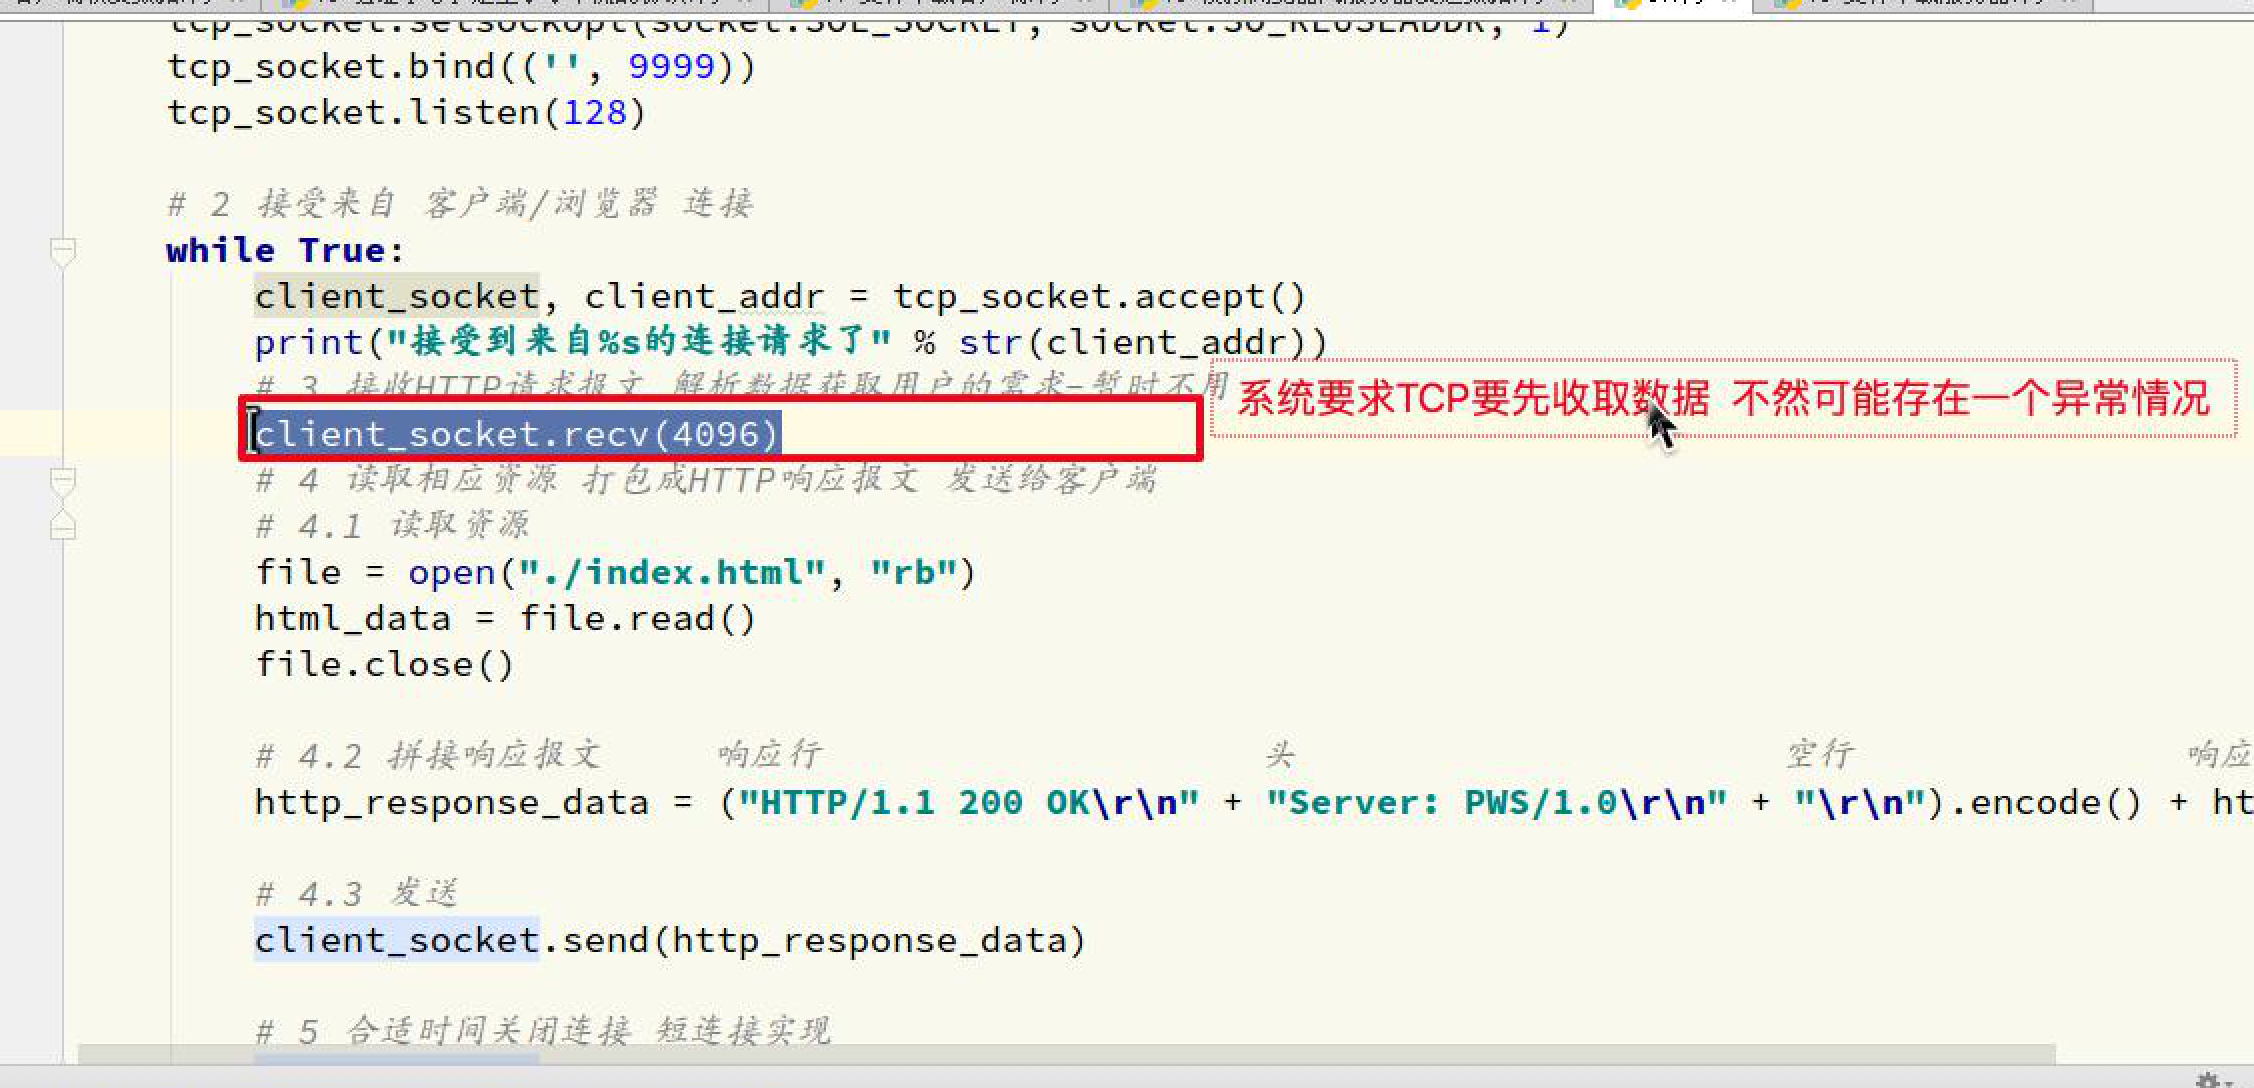 tcp_socket.setsockopt(socket.SOL_SOCKET, socket.SO_REUSEADDR, 1)
tcp_socket.bind(('', 9999))
tcp_socket.listen(128)
# 2 接受来自 客户端/浏览器 连接
while True:
client_socket, client_addr = tcp_socket.accept()
print("接受到来自%s的连接请求了" % str(client_addr))
# 3 接收HTTP请求报文 解析数据获取用户的需求-暂时不用
系统要求TCP要先收取数据 不然可能存在一个异常情况
client_socket.recv(4096)
# 4 读取相应资源 打包成HTTP响应报文 发送给客户端
# 4.1 读取资源
file = open("./index.html", "rb")
html_data = file.read()
file.close()
# 4.2 拼接响应报文 响应行 头 空行 响应
http_response_data = ("HTTP/1.1 200 OK\r\n" + "Server: PWS/1.0\r\n" + "\r\n").encode() + ht
# 4.3 发送
client_socket.send(http_response_data)
# 5 合适时间关闭连接 短连接实现